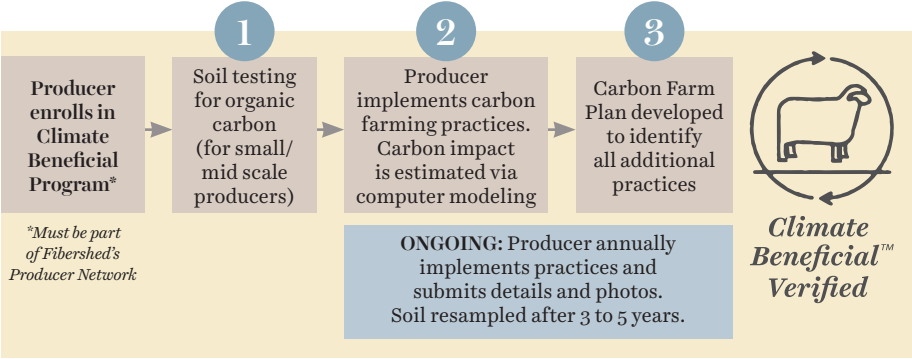 1
2
3
Producer
enrolls in
Climate
Beneficial
Program*
*Must be part
of Fibershed's
Producer Network
Soil testing
for organic
carbon
(for small/
mid scale
producers)
Producer
implements carbon
farming practices.
Carbon impact
is estimated via
computer modeling
Carbon Farm
Plan developed
to identify
all additional
practices
ONGOING: Producer annually
implements practices and
submits details and photos.
Soil resampled after 3 to 5 years.
Climate
Beneficial™
Verified